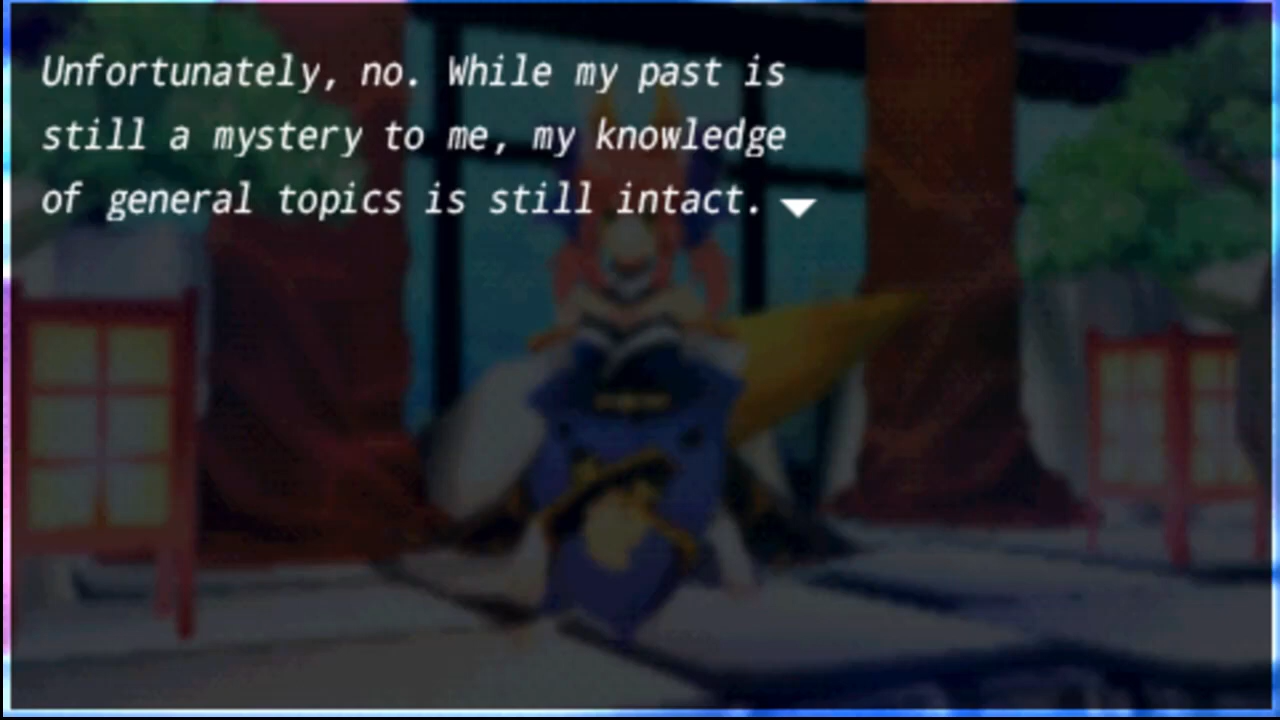 Unfortunately, no. While my past is
still a mystery to me, my knowledge
of general topics is still intact.